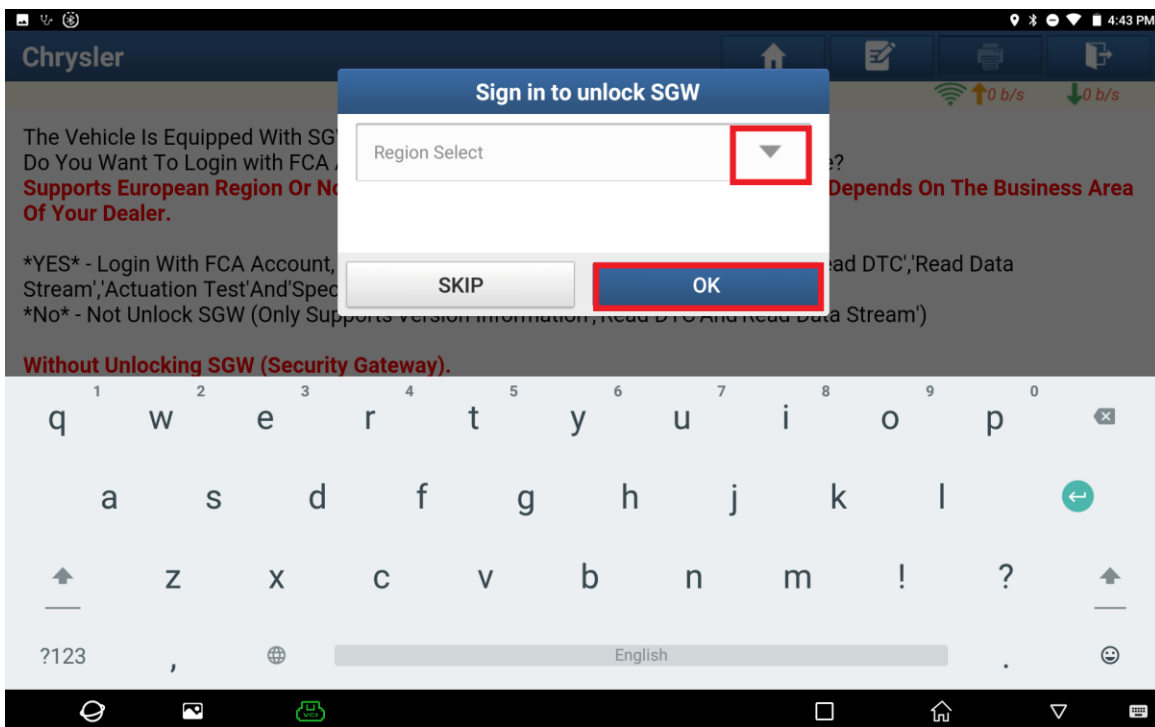 4:43 PM
Chrysler
Sign in to unlock SGW
0 b/s 0 b/s
Region Select
The Vehicle Is Equipped With SG
Do You Want To Login with FCA ?
Supports European Region Or No Depends On The Business Area
Of Your Dealer.
SKIP OK
*YES* - Login With FCA Account, ead DTC','Read Data
Stream','Actuation Test'And'Spec
*No* - Not Unlock SGW (Only Supports Version Information','Read DTC'And'Read Data Stream')
Without Unlocking SGW (Security Gateway).
1 2 3 4 5 6 7 8 9 0
q w e r t y u i o p
a s d f g h j k l
z x c v b n m ! ?
?123 , English .
VCI